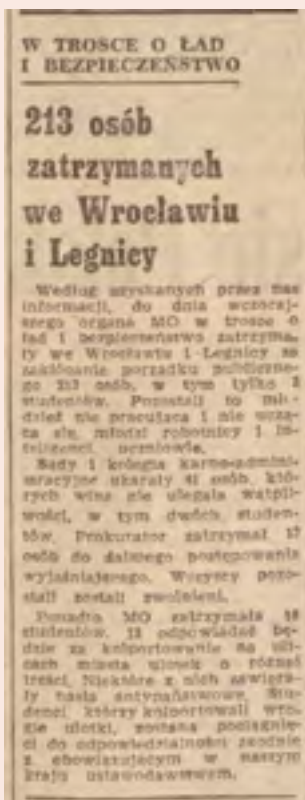 W TROSCE O ŁAD
I BEZPIECZEŃSTWO
213 osób
zatrzymanych
we Wrocławiu
i Legnicy
Według uzyskanych przez nas
informacji, do dnia wczoraj-
szego organa MO w trosce o
ład i bezpieczeństwo zatrzyma-
ły we Wrocławiu i Legnicy za
zakłócanie porządku publiczne-
go 213 osób, w tym tylko
studentów. Pozostali to mło-
dzież nie pracująca i nie uczą-
ca się, młodzi robotnicy i in-
teligenci, uczniowie.
Sądy i kolegia karno-admini-
stracyjne ukarały 41 osób, któ-
rych wina nie ulegała wątpli-
wości, w tym dwóch studen-
tów. Prokurator zatrzymał 17
osób do dalszego postępowania
wyjaśniającego. Wszyscy pozo-
stali zostali zwolnieni.
Ponadto MO zatrzymała
studentów. odpowiadać bę-
dzie za kolportowanie na uli-
cach miasta ulotek o różnej
treści. Niektóre z nich zawiera-
ły hasła antypaństwowe. Stu-
denci, którzy kolportowali wro-
gie ulotki, zostaną pociągnię-
ci do odpowiedzialności zgodnie
z obowiązującym w naszym
kraju ustawodawstwem.